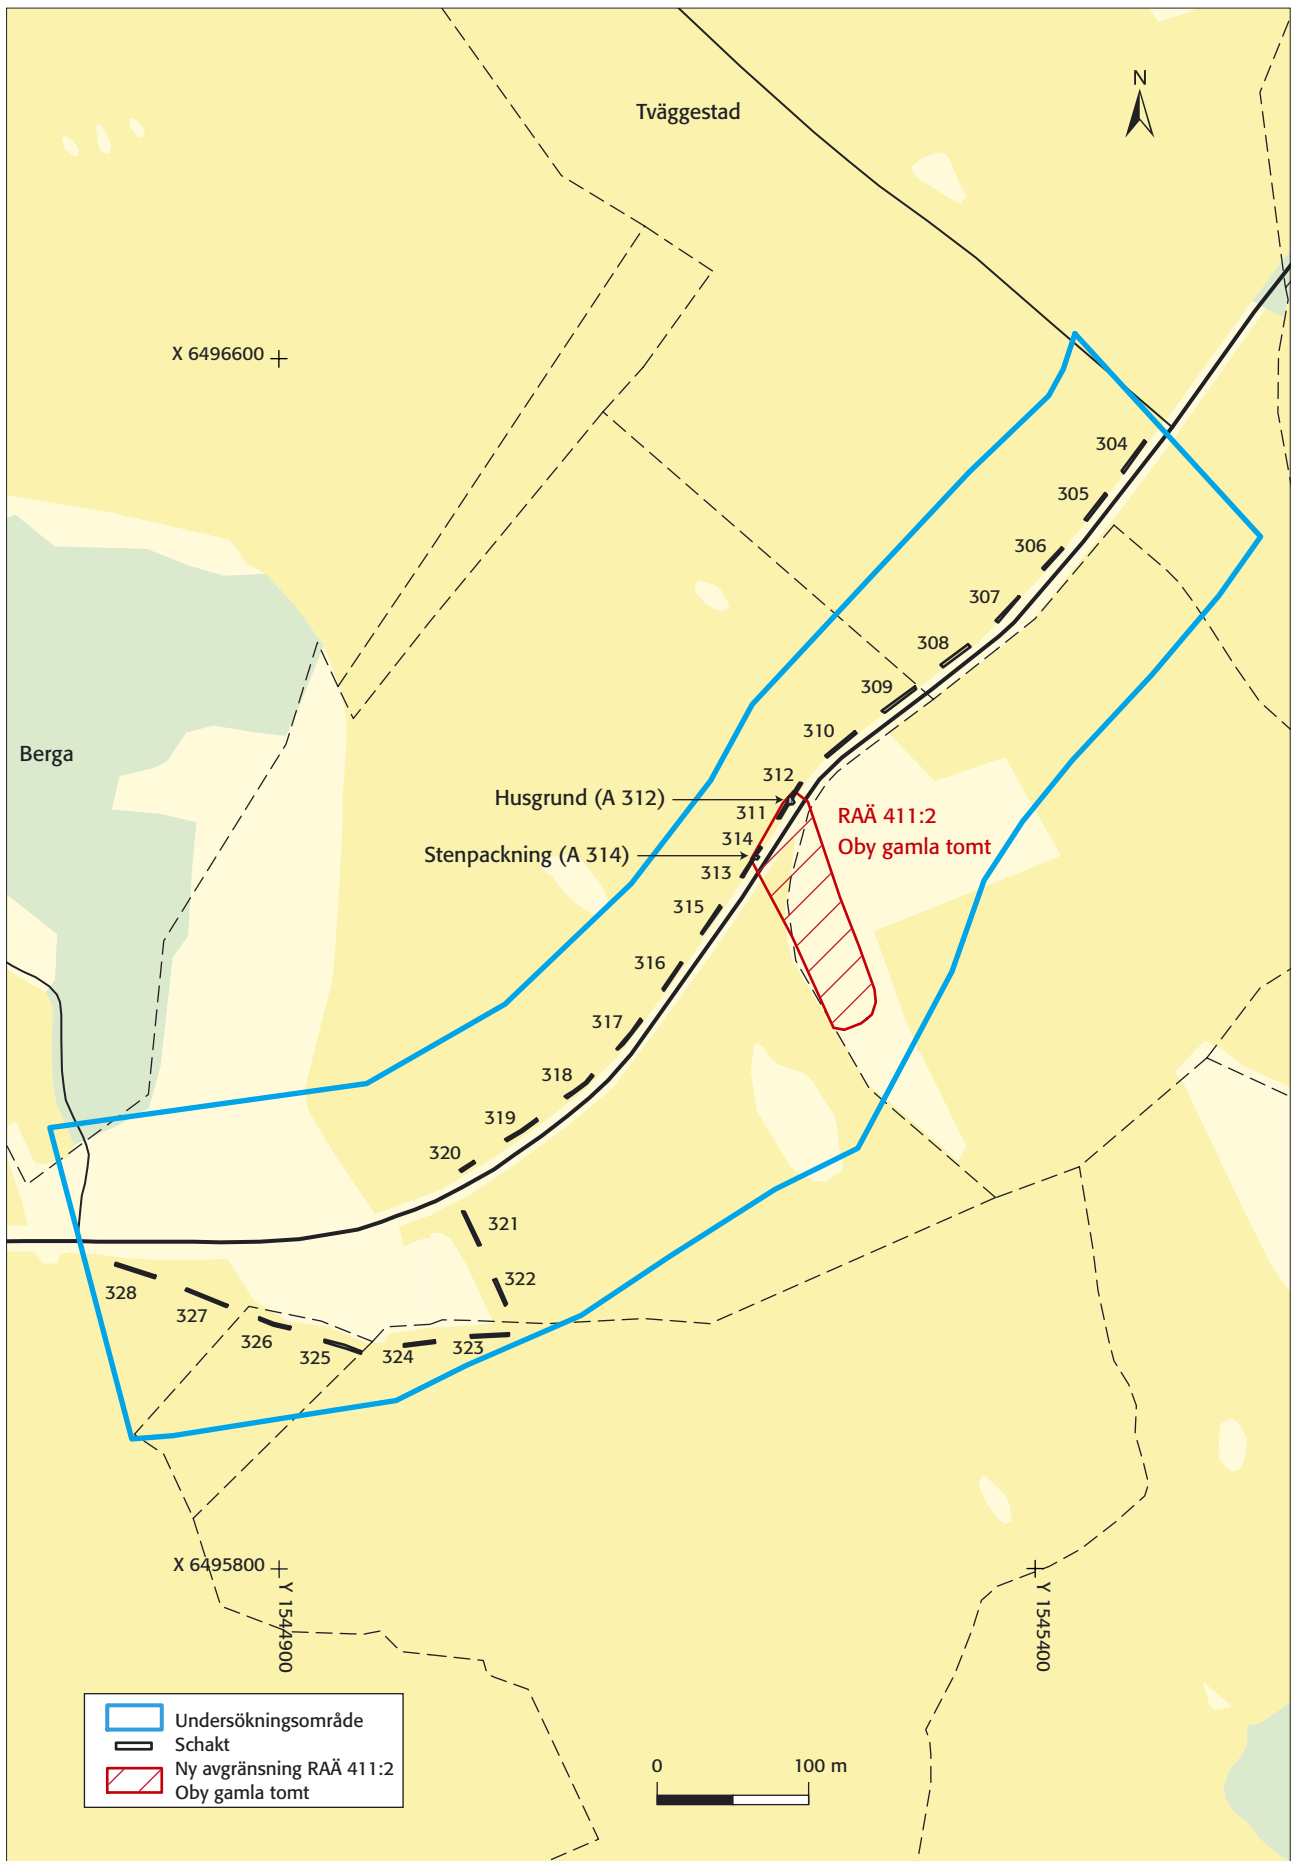 N
Tväggestad
X 6496600
304
305
306
307
308
309
310
Berga
312
Husgrund (A 312)
311
RAÄ 411:2
Oby gamla tomt
314
Stenpackning (A 314)
313
315
316
317
318
319
320
321
322
328
327
326
325
324
323
X 6495800
Y 1544900
Y 1545400
Undersökningsområde
Schakt
Ny avgränsning RAÄ 411:2
Oby gamla tomt
0 100 m